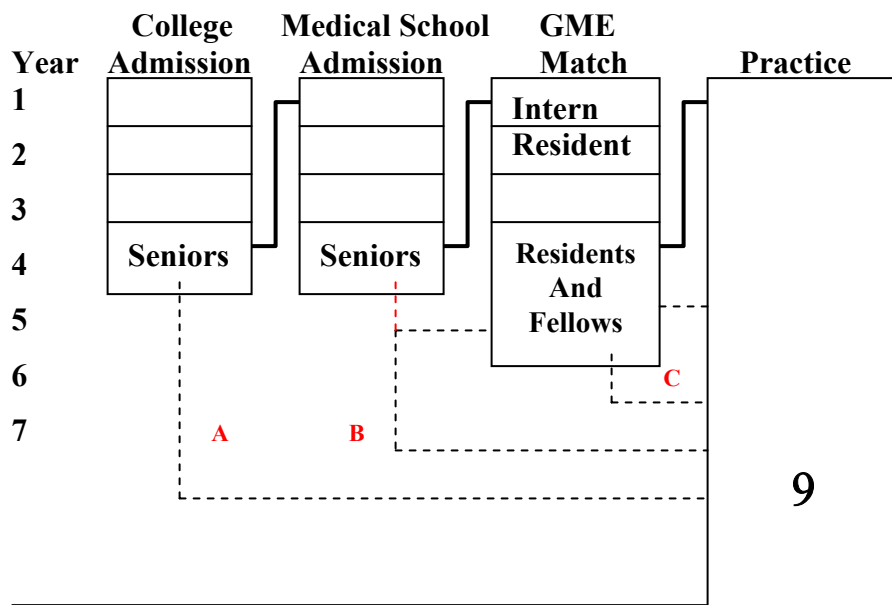 College
Admission
Medical School
Admission
GME
Match
Year
Practice
1
2
3
4
5
6
7
Seniors
Seniors
Intern
Resident
Residents
And
Fellows
A
B
C
9